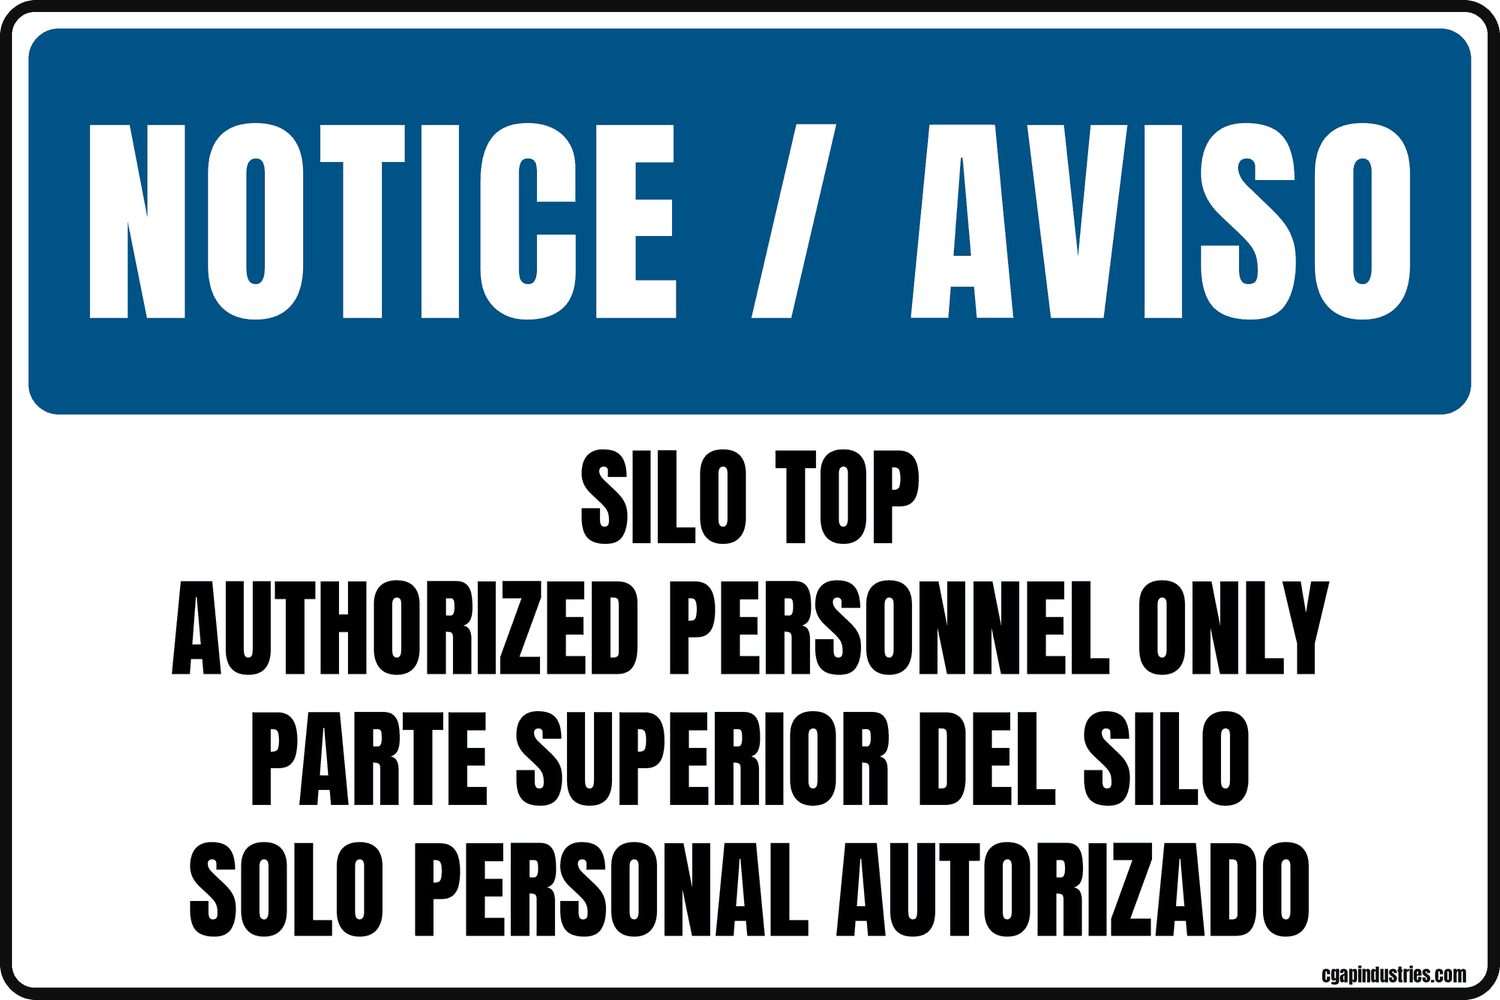 NOTICE / AVISO
SILO TOP
AUTHORIZED PERSONNEL ONLY
PARTE SUPERIOR DEL SILO
SOLO PERSONAL AUTORIZADO
cgapindustries.com